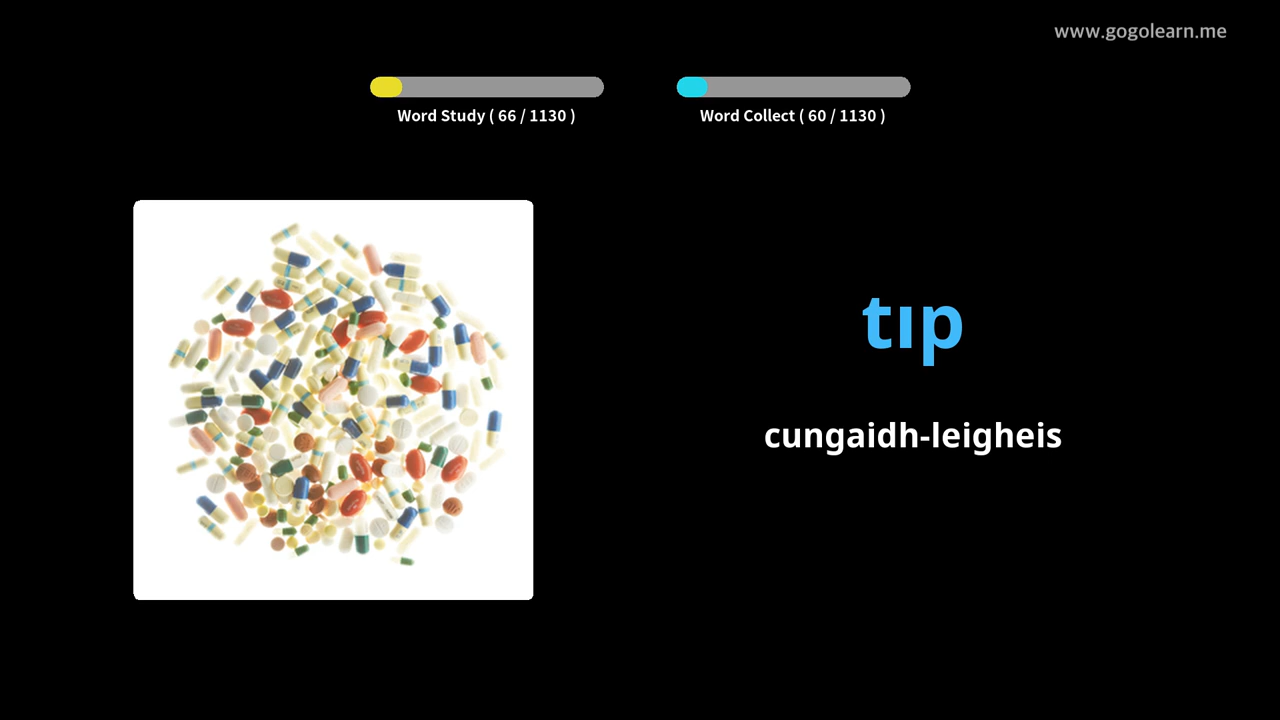 www.gogolearn.me
Word Study ( 66 / 1130 )
Word Collect ( 60 / 1130 )
tıp
cungaidh-leigheis